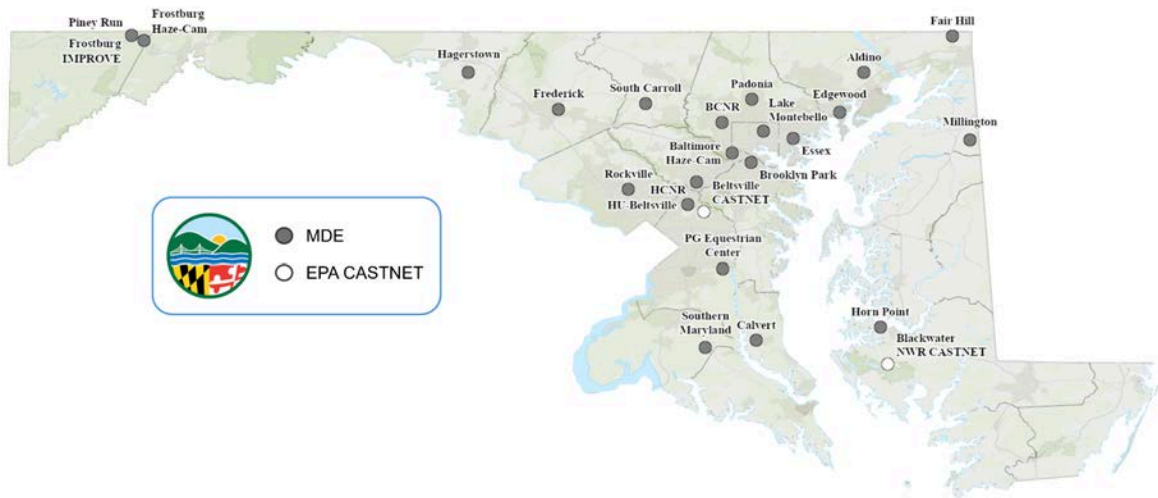 Piney Run
Frostburg
Haze-Cam
Frostburg
IMPROVE
Fair Hill
Hagerstown
Aldino
Frederick
South Carroll
Padonia
Edgewood
BCNR
Lake
Montebello
Millington
Essex
Baltimore
Haze-Cam
Brooklyn Park
Rockville
HCNR
Beltsville
CASTNET
HU-Beltsville
PG Equestrian
Center
MDE
EPA CASTNET
Southern
Maryland
Calvert
Horn Point
Blackwater
NWR CASTNET